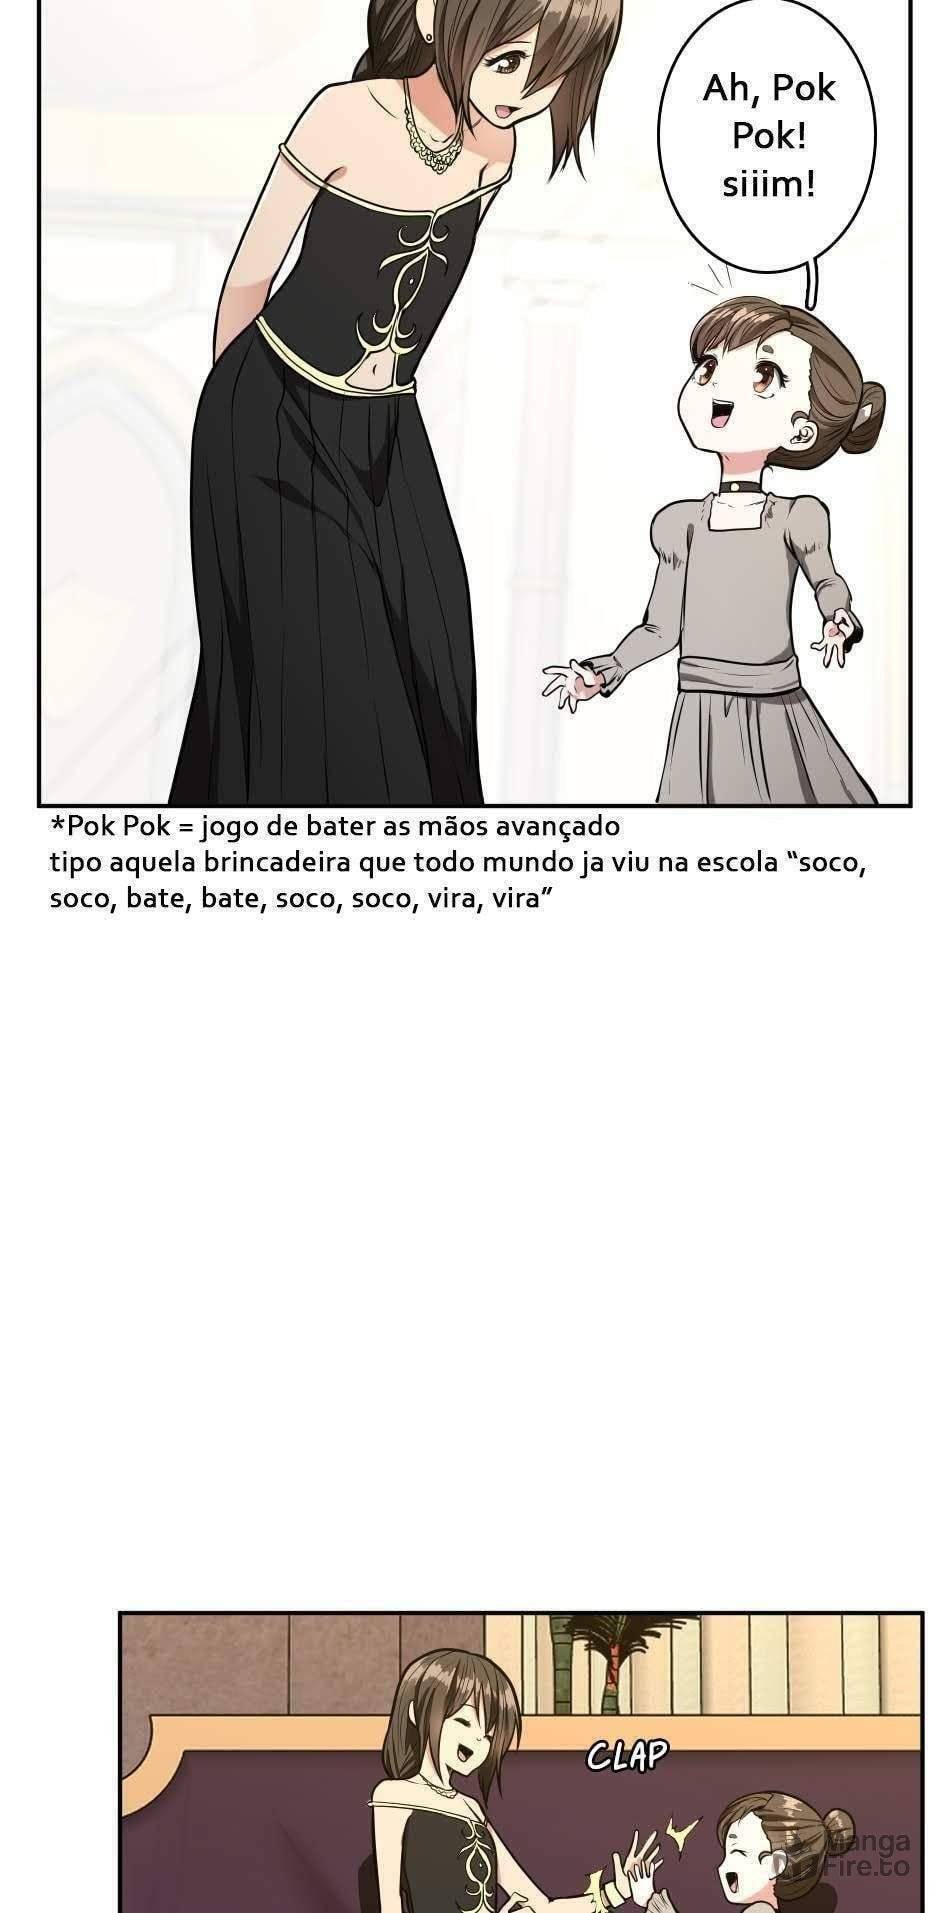 Ah, Pok
Pok!
siiim!
*Pok Pok = jogo de bater as mãos avançado
tipo aquela brincadeira que todo mundo ja viu na escola “soco,
soco, bate, bate, soco, soco, vira, vira”
CLAP
Manga
Fire.to